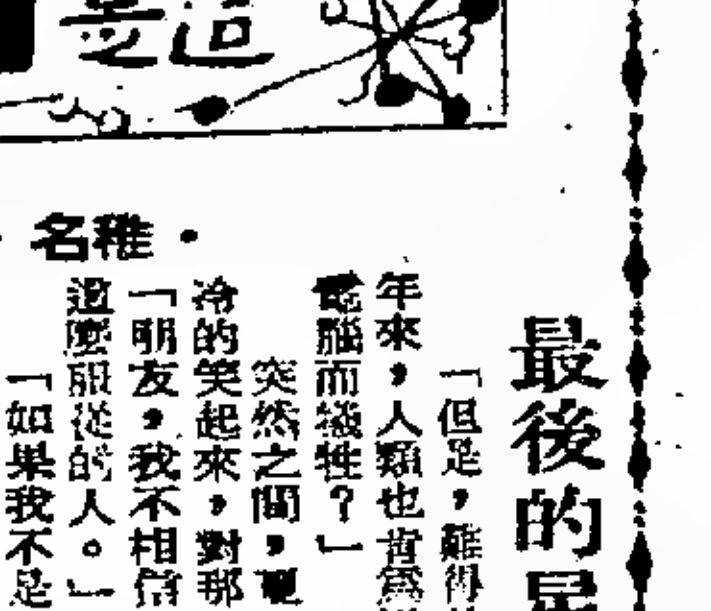 造
・稚名
最後的星
「但是，難得
年來，人類也肯為
電腦而犧牲？」
突然之間，電
冷的笑起來，對那
「朋友，我不相信
這麼服從的人。」
「如果我不是